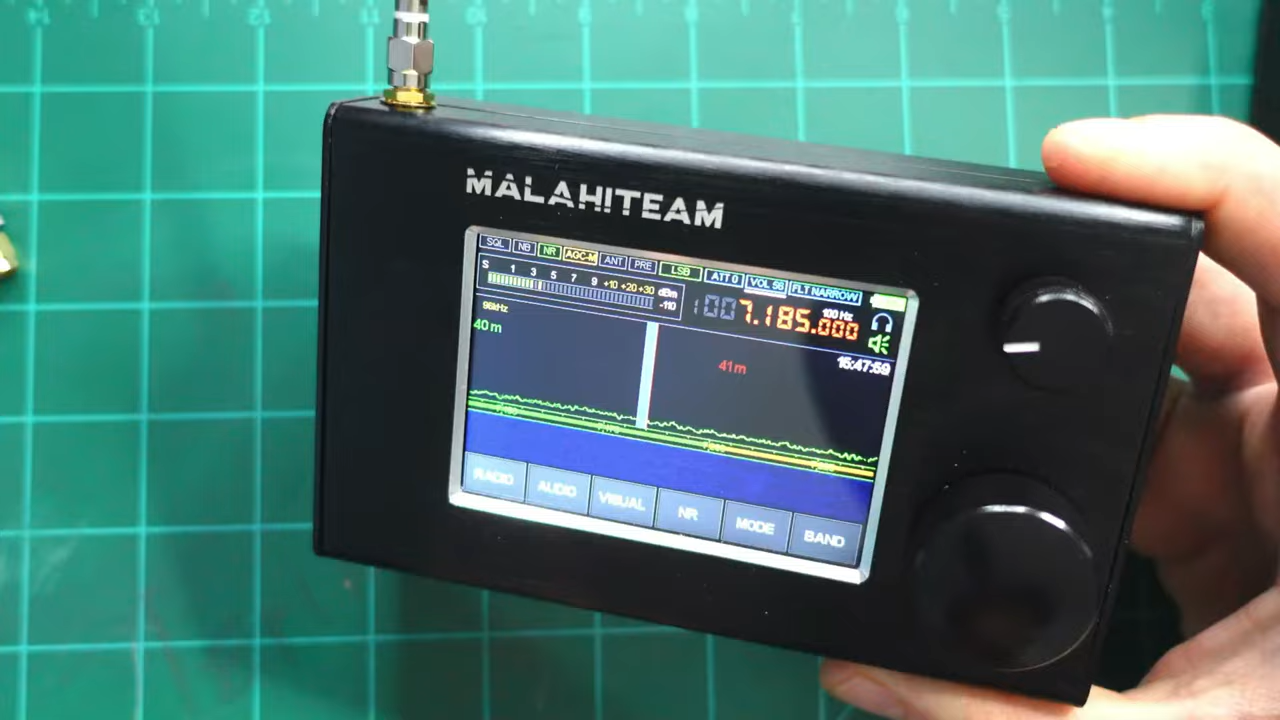 MALAHITEAM
SQL NB NR AGC-M ANT PRE LSB ATT 0 VOL 56 FLT NARROW
S 1 3 5 7 9 +10 +20 +30 dBm
-110
7.185.000
100 Hz
96kHz
40m
41m
15:47:59
RADIO AUDIO VISUAL NR MODE BAND